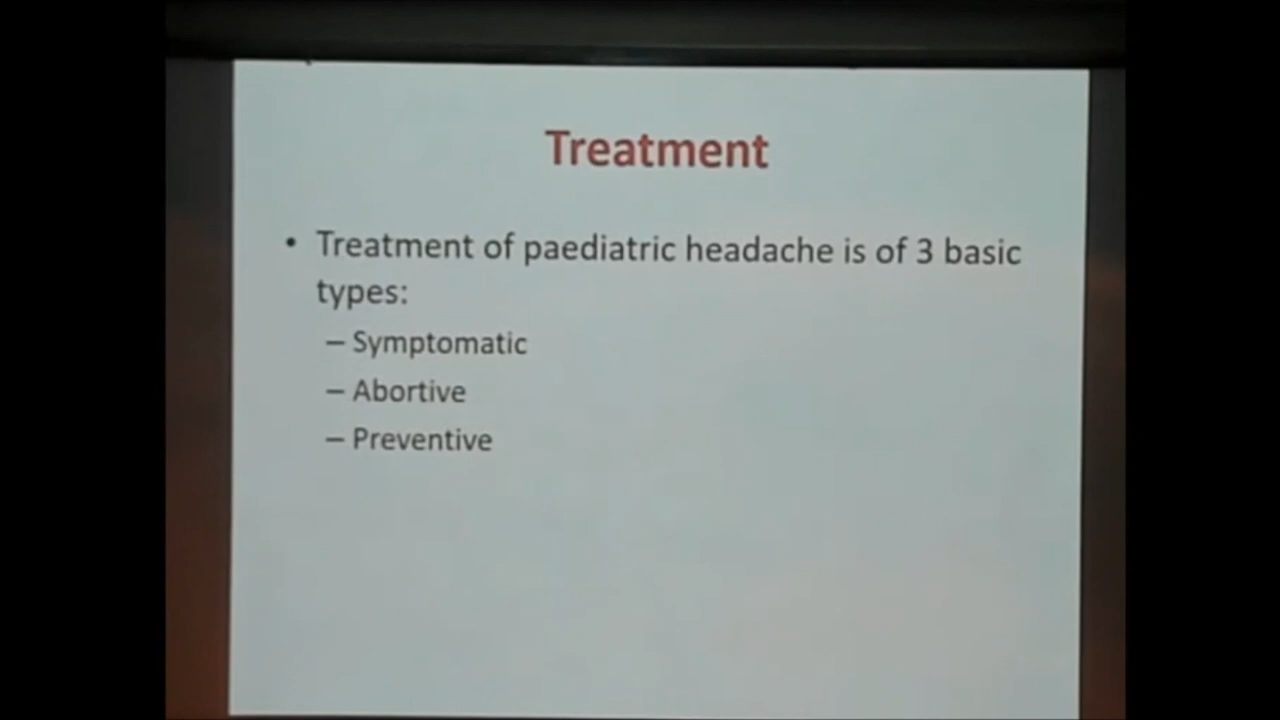 Treatment
• Treatment of paediatric headache is of 3 basic
types:
– Symptomatic
– Abortive
– Preventive